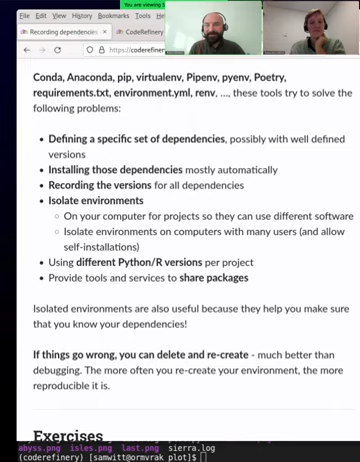 You are viewing S
File Edit View History Bookmarks Tools
Recording dependencies × CodeRefinery
https://coderefiner
Conda, Anaconda, pip, virtualenv, Pipenv, pyenv, Poetry,
requirements.txt, environment.yml, renv, ..., these tools try to solve the
following problems:
• Defining a specific set of dependencies, possibly with well defined
versions
• Installing those dependencies mostly automatically
• Recording the versions for all dependencies
• Isolate environments
○ On your computer for projects so they can use different software
○ Isolate environments on computers with many users (and allow
self-installations)
• Using different Python/R versions per project
• Provide tools and services to share packages
Isolated environments are also useful because they help you make sure
that you know your dependencies!
If things go wrong, you can delete and re-create - much better than
debugging. The more often you re-create your environment, the more
reproducible it is.
Exercises
abyss.png isles.png last.png sierra.log
(coderefinery) [samwitt@ormvrak plot]$